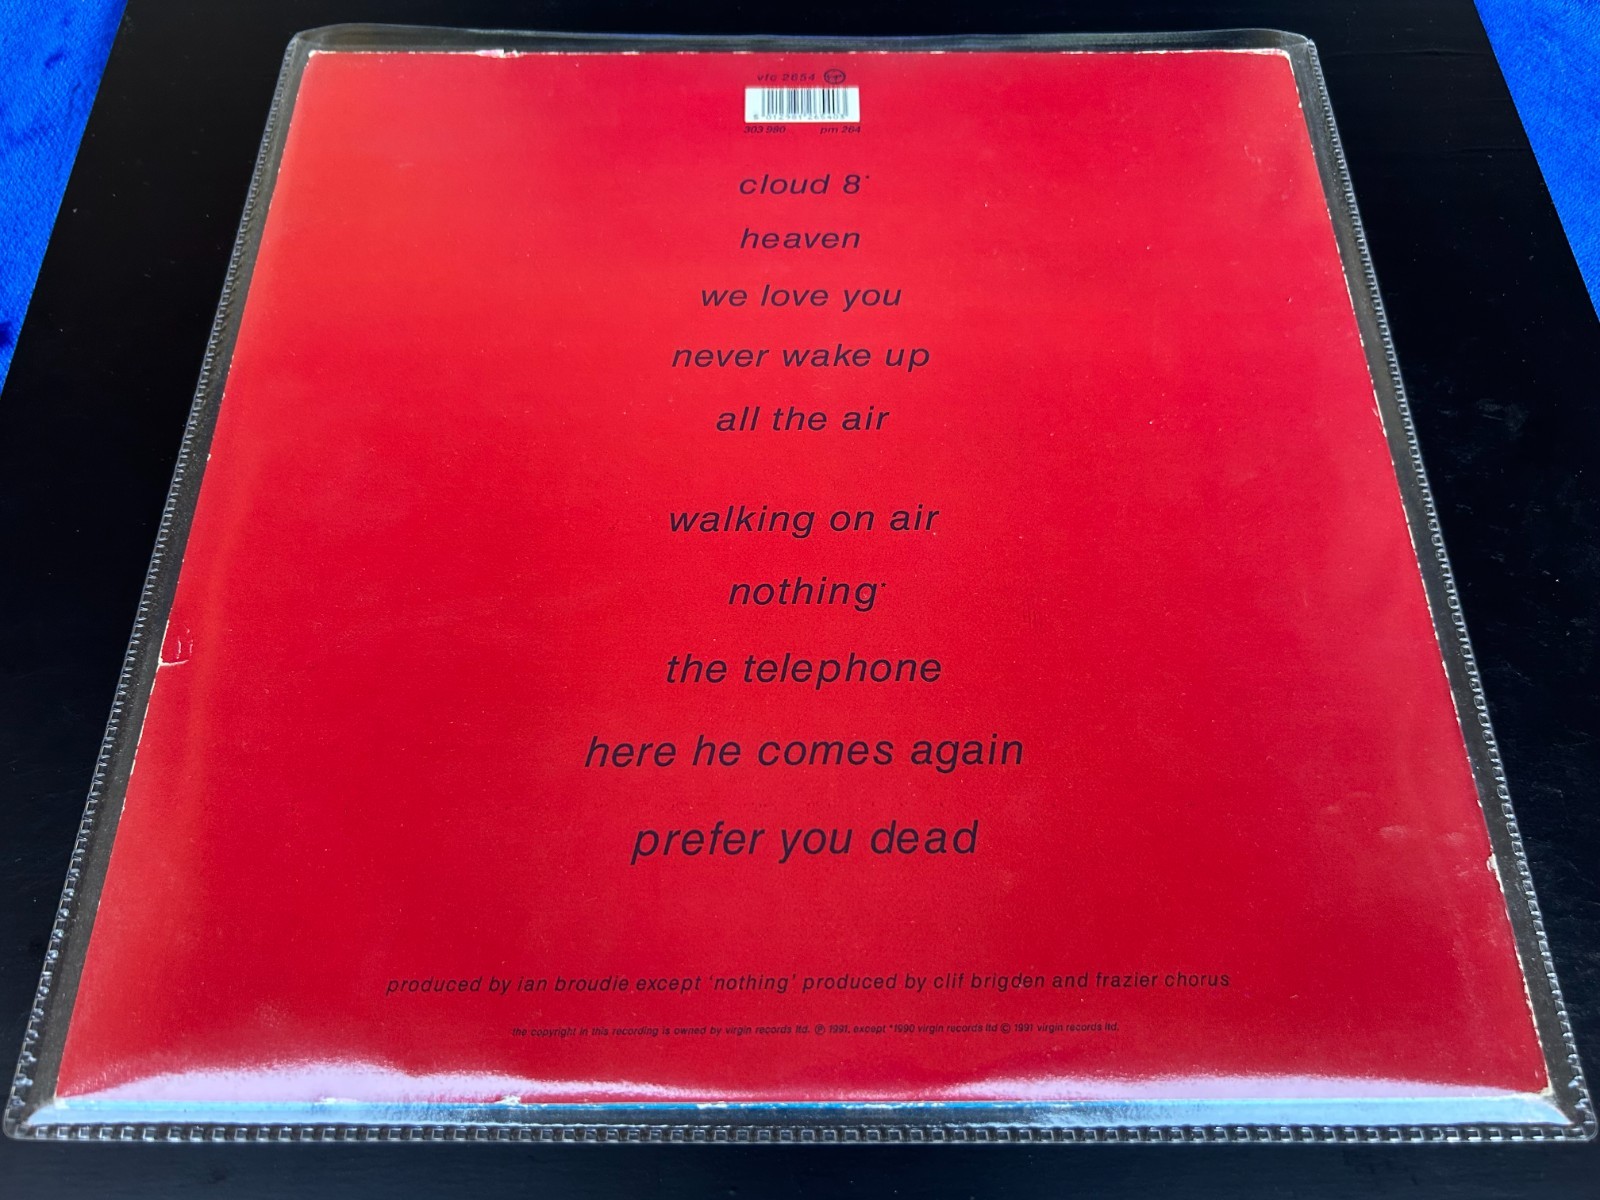 vfc 2654
5 012981 265403
303 980 pm 264
cloud 8*
heaven
we love you
never wake up
all the air
walking on air
nothing*
the telephone
here he comes again
prefer you dead
produced by ian broudie except 'nothing' produced by clif brigden and frazier chorus
the copyright in this recording is owned by virgin records ltd. ℗ 1991, except *1990 virgin records ltd © 1991 virgin records ltd.